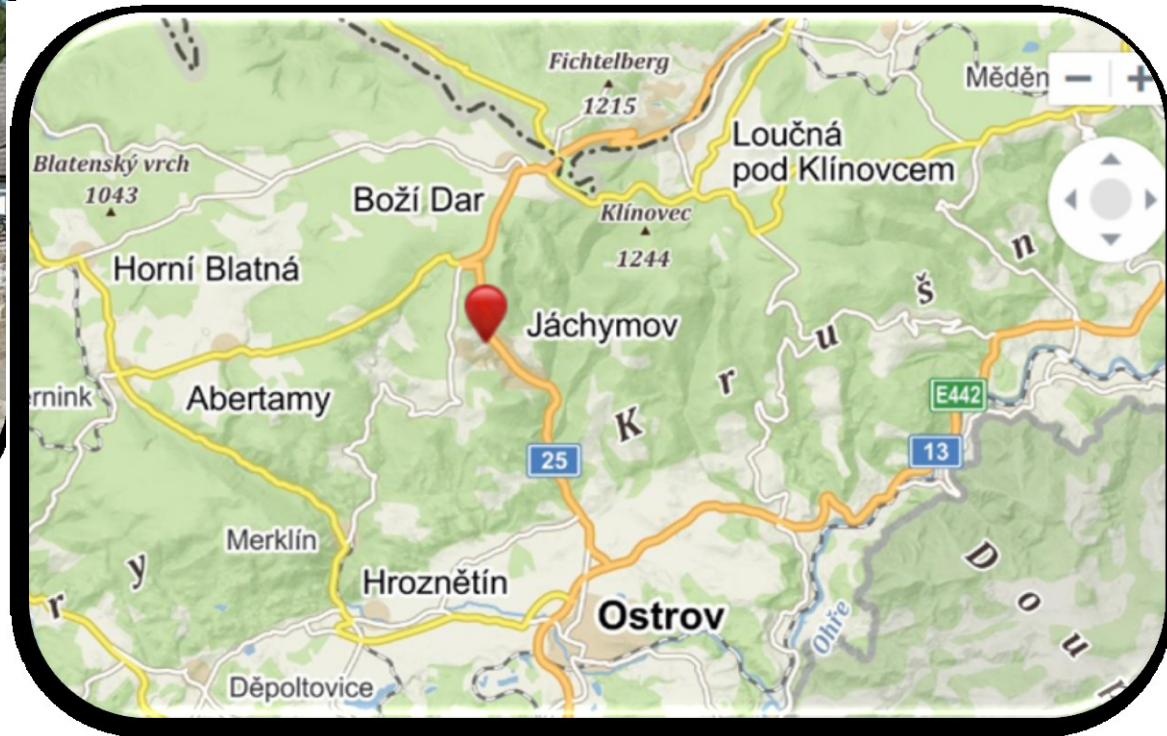 Fichtelberg
1215
Měděn
Loučná
pod Klínovcem
Blatenský vrch
1043
Boží Dar
Klínovec
1244
Horní Blatná
Jáchymov
Abertamy
ernink
E442
13
25
K r u š n
Merklín
Hroznětín
Ostrov
Ohře
r y
D o u
Děpoltovice